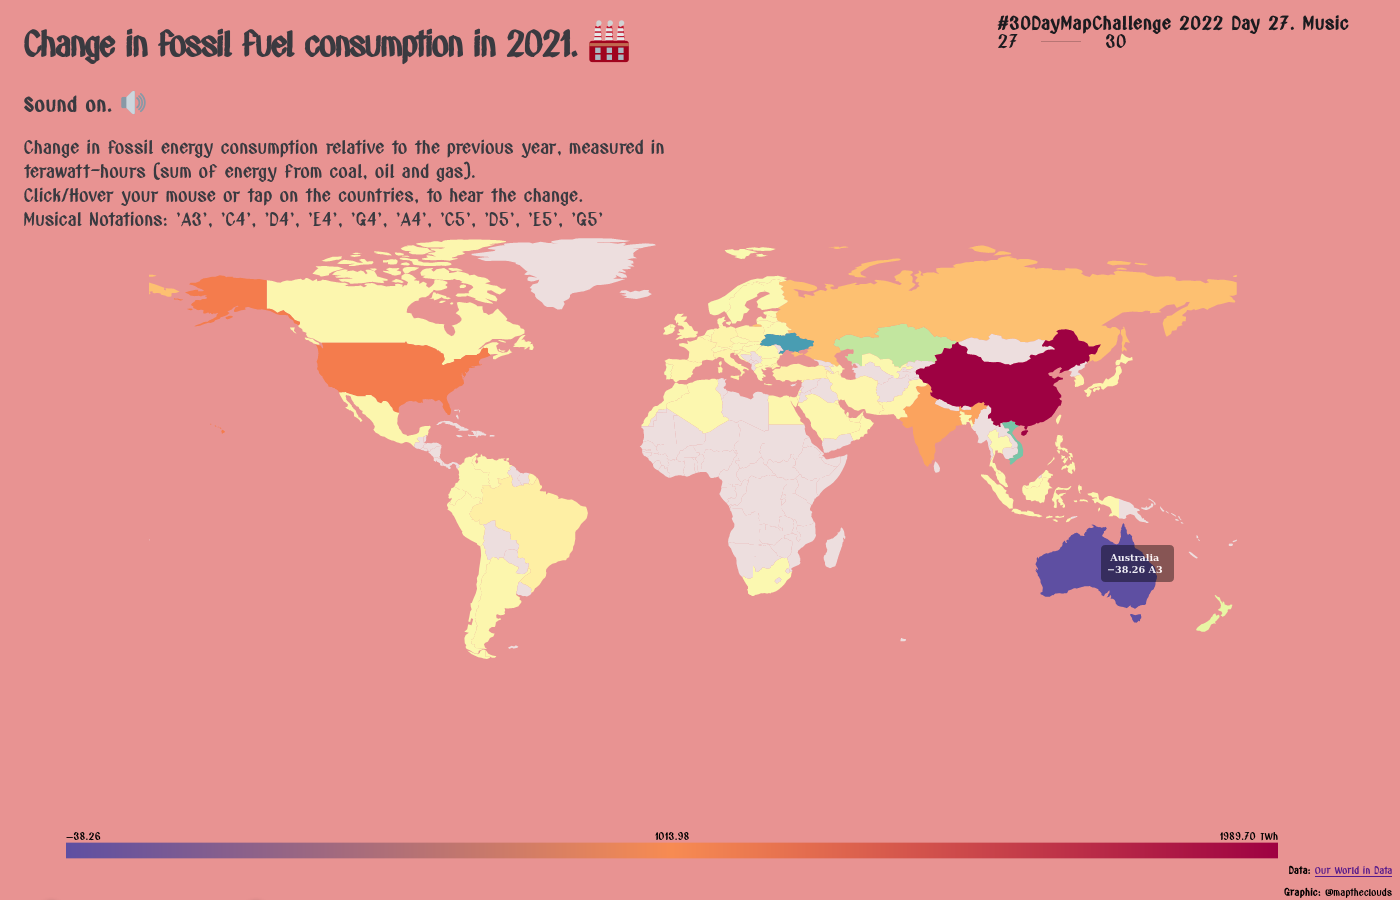 Change in fossil fuel consumption in 2021.
#30DayMapChallenge 2022 Day 27. Music
27 30
Sound on.
Change in fossil energy consumption relative to the previous year, measured in
terawatt-hours (sum of energy from coal, oil and gas).
Click/Hover your mouse or tap on the countries, to hear the change.
Musical Notations: 'A3', 'C4', 'D4', 'E4', 'G4', 'A4', 'C5', 'D5', 'E5', 'G5'
Australia
−38.26 A3
−38.26 1013.98 1989.70 TWh
Data: Our World in Data
Graphic: @maptheclouds